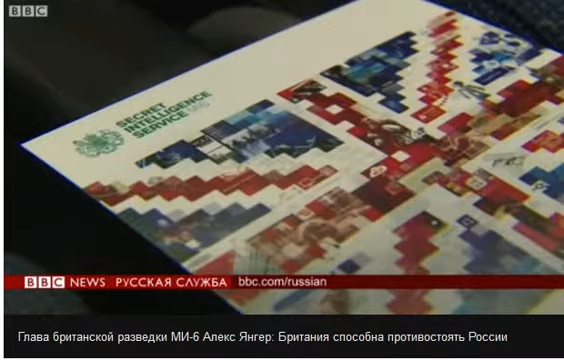 BBC
SECRET
INTELLIGENCE
SERVICE MI6
BBC NEWS РУССКАЯ СЛУЖБА bbc.com/russian
Глава британской разведки МИ-6 Алекс Янгер: Британия способна противостоять России